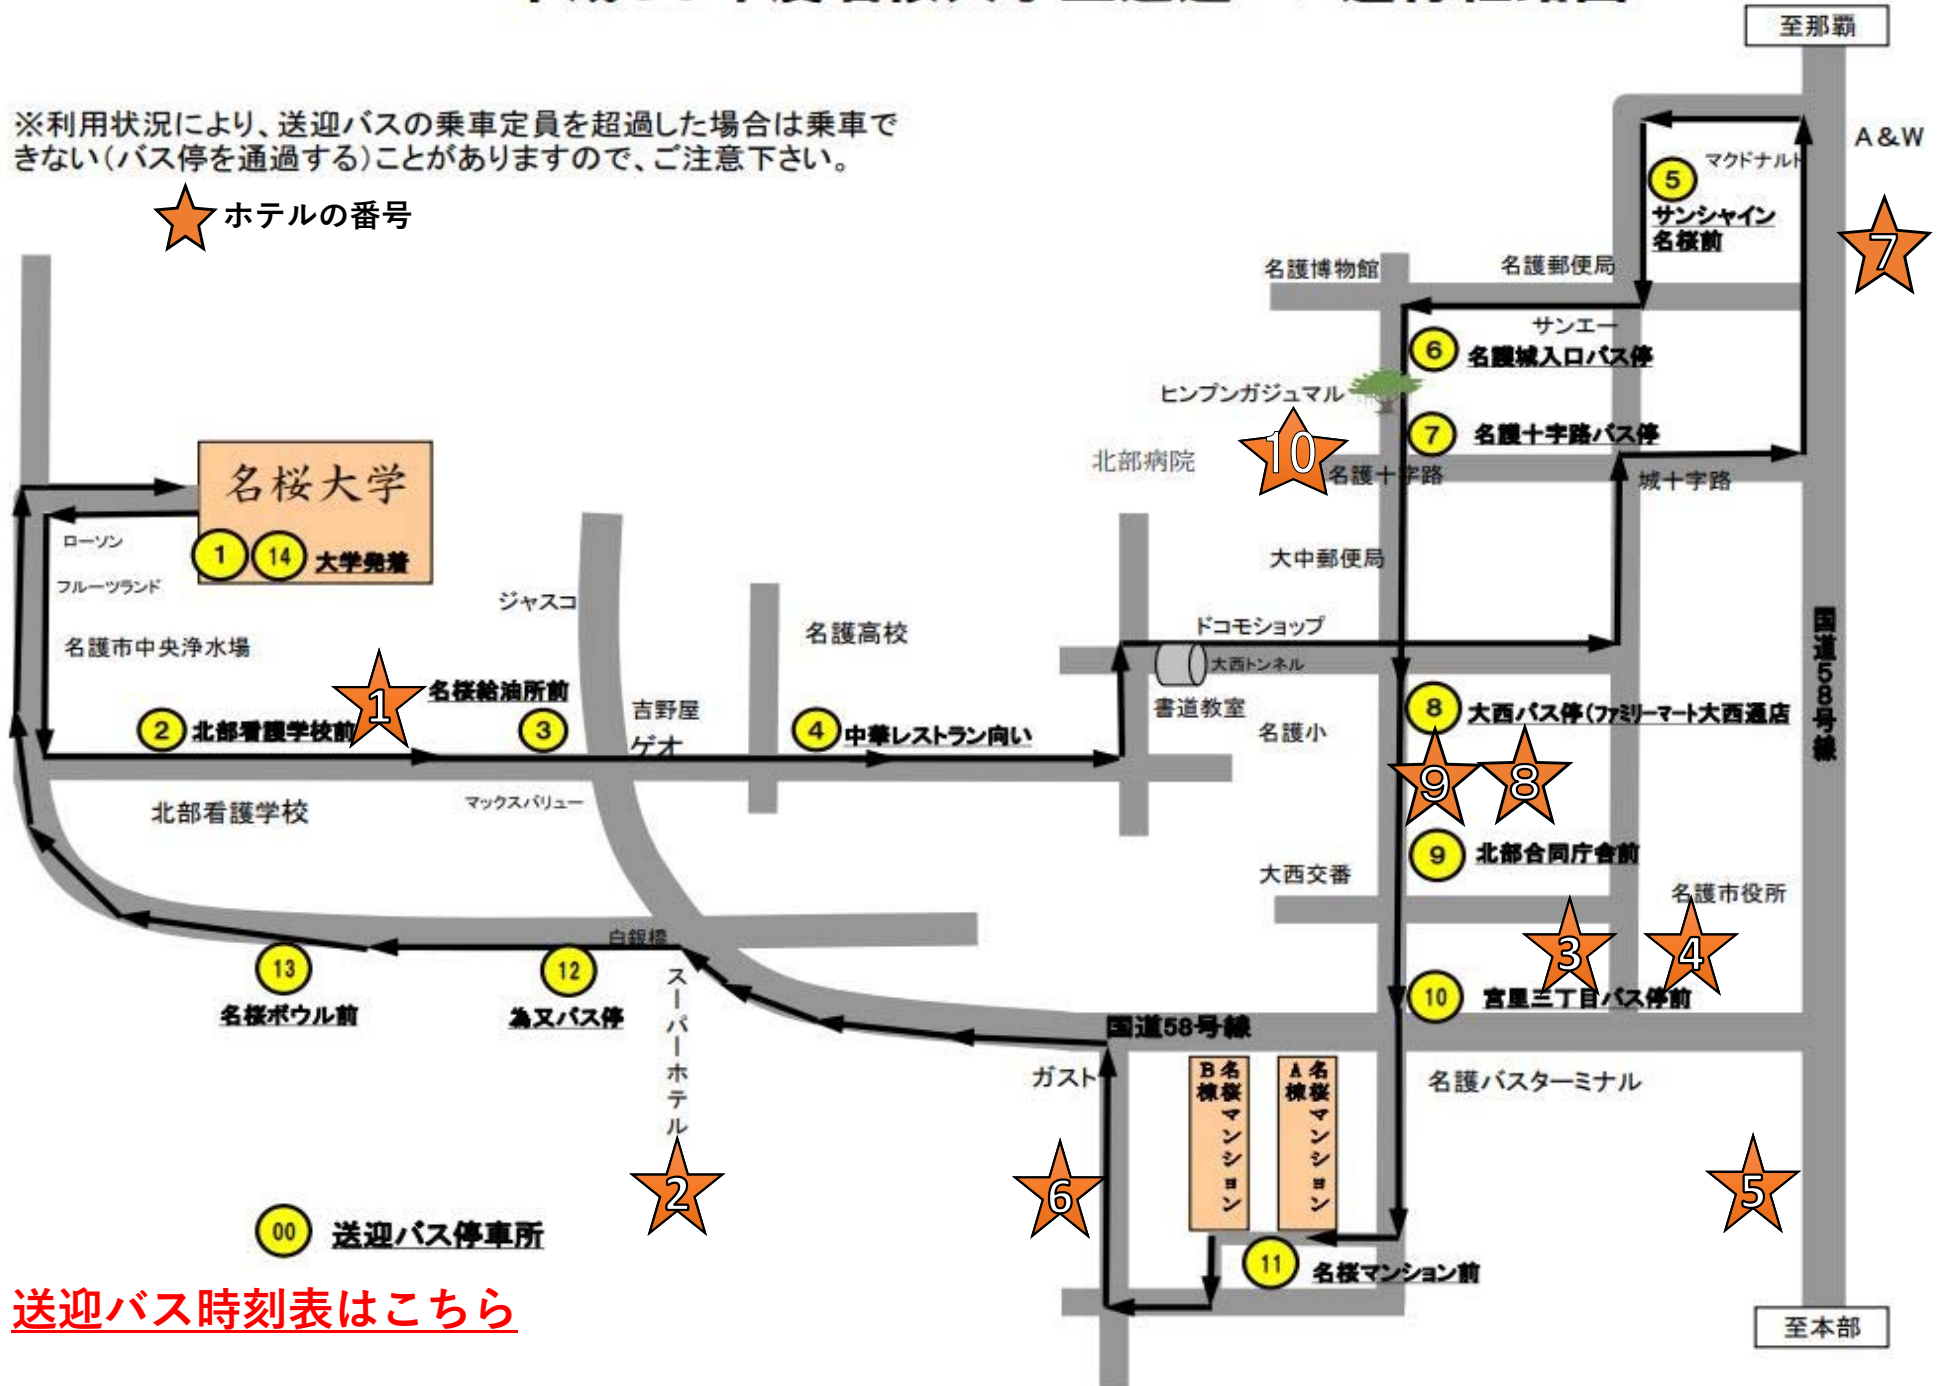 至那覇
※利用状況により、送迎バスの乗車定員を超過した場合は乗車で
きない(バス停を通過する)ことがありますので、ご注意下さい。
ホテルの番号
A&W
マクドナルド
5
サンシャイン
名桜前
7
名護博物館
名護郵便局
サンエー
6
名護城入口バス停
ヒンプンガジュマル
7
名護十字路バス停
10
北部病院
名護十字路
城十字路
名桜大学
1
14
大学発着
ローソン
フルーツランド
名護市中央浄水場
大中郵便局
ジャスコ
名護高校
ドコモショップ
大西トンネル
書道教室
国道58号線
1
名桜給油所前
2
北部看護学校前
3
吉野屋
ゲオ
4
中華レストラン向い
名護小
8
大西バス停(ファミリーマート大西通店
9
8
北部看護学校
マックスバリュー
9
北部合同庁舎前
大西交番
名護市役所
3
4
白銀橋
13
名桜ボウル前
12
為又バス停
スーパーホテル
2
10
宮里三丁目バス停前
国道58号線
ガスト
名桜マンション
B棟
名桜マンション
A棟
名護バスターミナル
6
5
11
名桜マンション前
00
送迎バス停車所
送迎バス時刻表はこちら
至本部